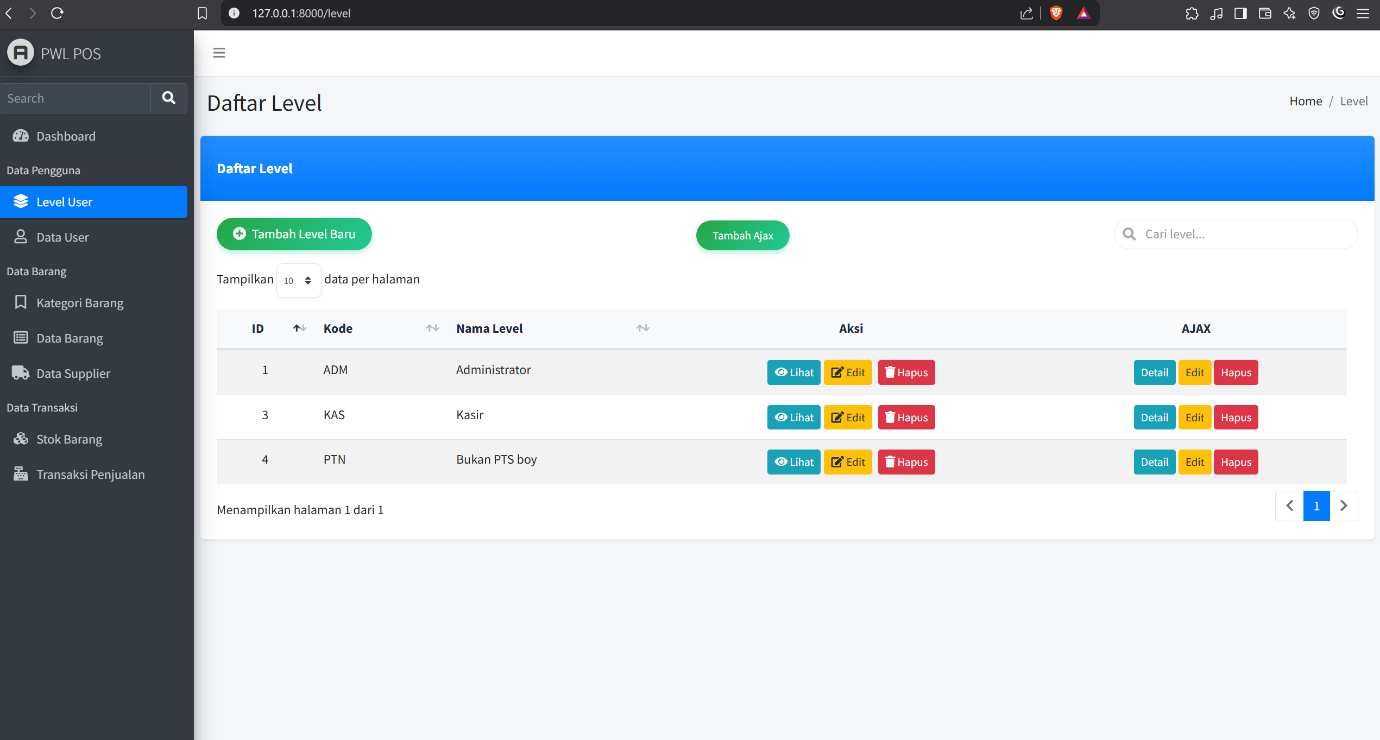 127.0.0.1:8000/level
PWL POS
Search
Dashboard
Data Pengguna
Level User
Data User
Data Barang
Kategori Barang
Data Barang
Data Supplier
Data Transaksi
Stok Barang
Transaksi Penjualan
Daftar Level
Home / Level
Daftar Level
Tambah Level Baru Tambah Ajax Cari level...
Tampilkan 10 data per halaman
ID Kode Nama Level Aksi AJAX
1 ADM Administrator Lihat Edit Hapus Detail Edit Hapus
3 KAS Kasir Lihat Edit Hapus Detail Edit Hapus
4 PTN Bukan PTS boy Lihat Edit Hapus Detail Edit Hapus
Menampilkan halaman 1 dari 1
1